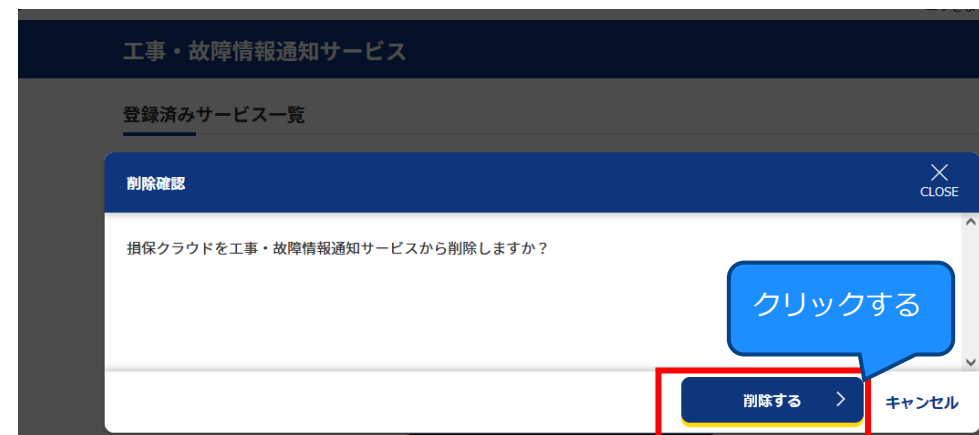 工事・故障情報通知サービス
登録済みサービス一覧
削除確認
CLOSE
損保クラウドを工事・故障情報通知サービスから削除しますか？
クリックする
削除する
キャンセル